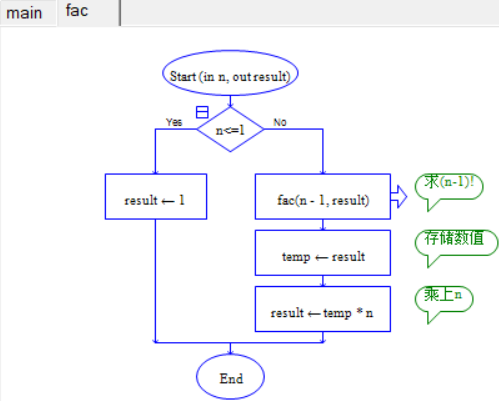 main
fac
Start (in n, out result)
Yes
n<=1
No
result ← 1
fac(n - 1, result)
求(n-1)!
temp ← result
存储数值
result ← temp * n
乘上n
End